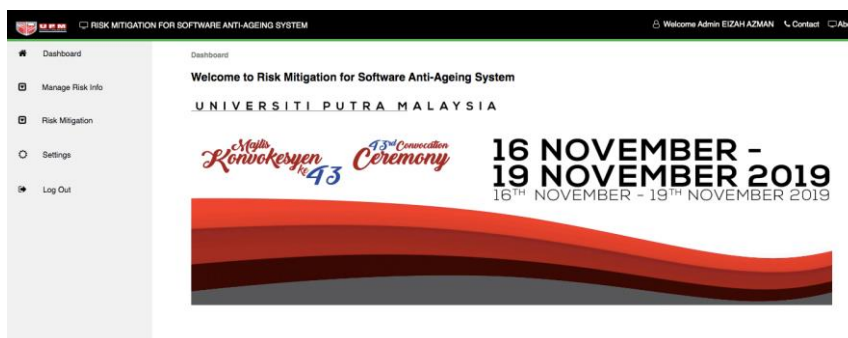 UPM RISK MITIGATION FOR SOFTWARE ANTI-AGEING SYSTEM
Welcome Admin EIZAH AZMAN Contact Abo
Dashboard
Manage Risk Info
Risk Mitigation
Settings
Log Out
Dashboard
Welcome to Risk Mitigation for Software Anti-Ageing System
UNIVERSITI PUTRA MALAYSIA
Majlis
Konvokesyen
ke 43
43rd Convocation
Ceremony
16 NOVEMBER -
19 NOVEMBER 2019
16TH NOVEMBER - 19TH NOVEMBER 2019